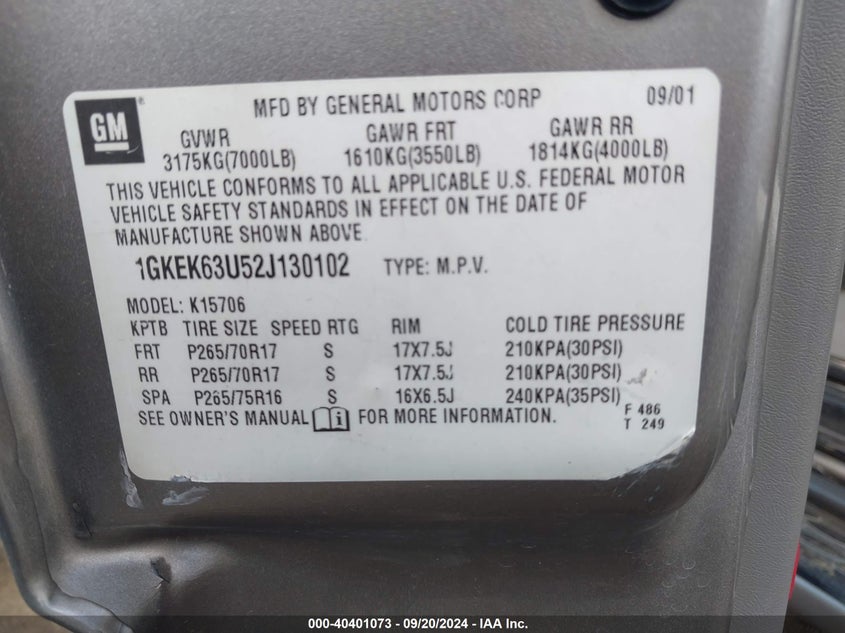 GM
MFD BY GENERAL MOTORS CORP 09/01
GVWR GAWR FRT GAWR RR
3175KG(7000LB) 1610KG(3550LB) 1814KG(4000LB)
THIS VEHICLE CONFORMS TO ALL APPLICABLE U.S. FEDERAL MOTOR
VEHICLE SAFETY STANDARDS IN EFFECT ON THE DATE OF
MANUFACTURE SHOWN ABOVE.
1GKEK63U52J130102 TYPE: M.P.V.
MODEL: K15706
KPTB TIRE SIZE SPEED RTG RIM COLD TIRE PRESSURE
FRT P265/70R17 S 17X7.5J 210KPA(30PSI)
RR P265/70R17 S 17X7.5J 210KPA(30PSI)
SPA P265/75R16 S 16X6.5J 240KPA(35PSI)
SEE OWNER'S MANUAL i FOR MORE INFORMATION.
F 486
T 249
000-40401073 - 09/20/2024 - IAA Inc.